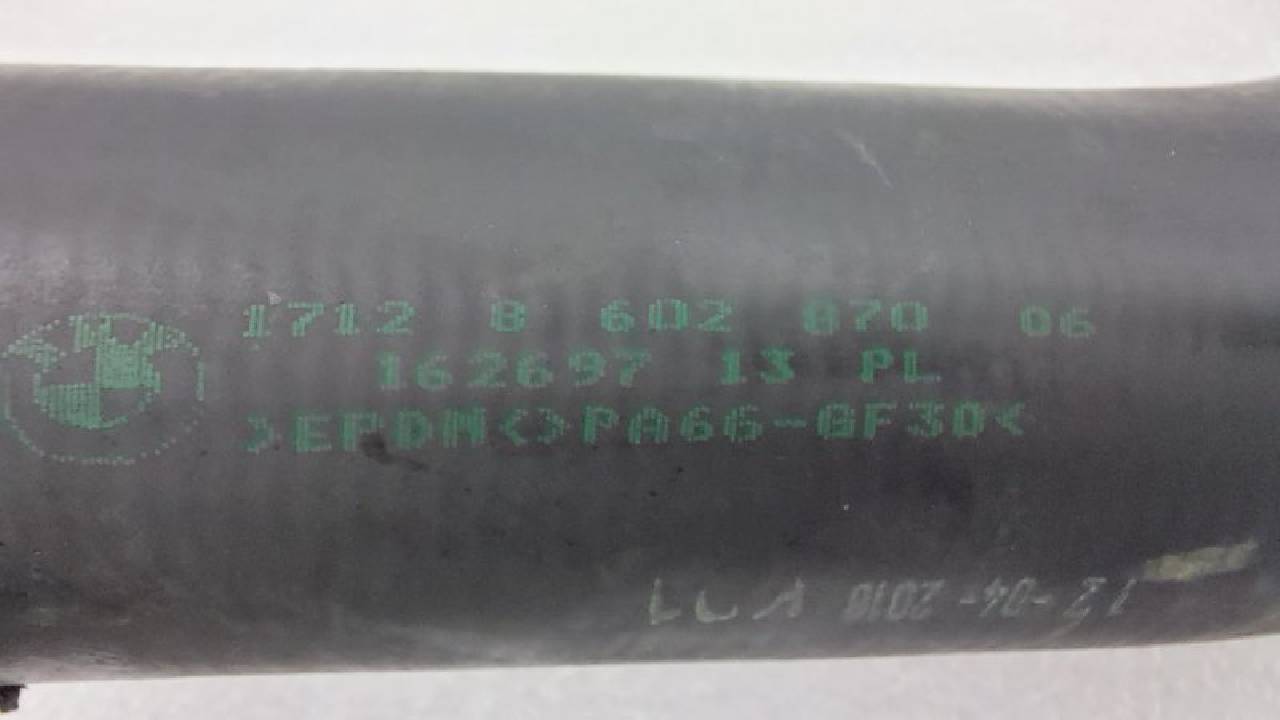 1712 8 602 870 06
162697 13 PL
>EPDM<>PA66-GF30<
12-04-2018